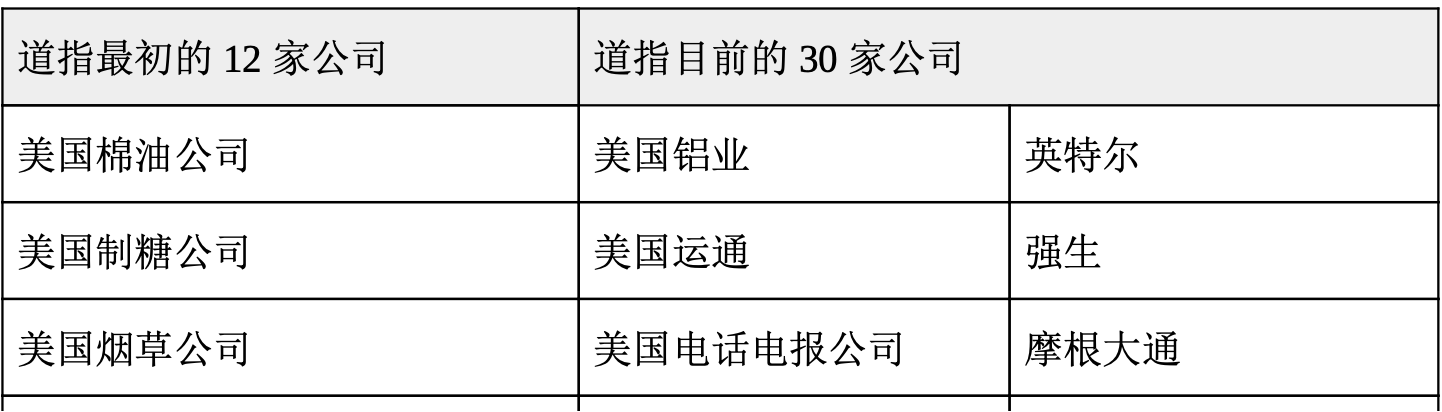 道指最初的 12 家公司 道指目前的 30 家公司
美国棉油公司 美国铝业 英特尔
美国制糖公司 美国运通 强生
美国烟草公司 美国电话电报公司 摩根大通